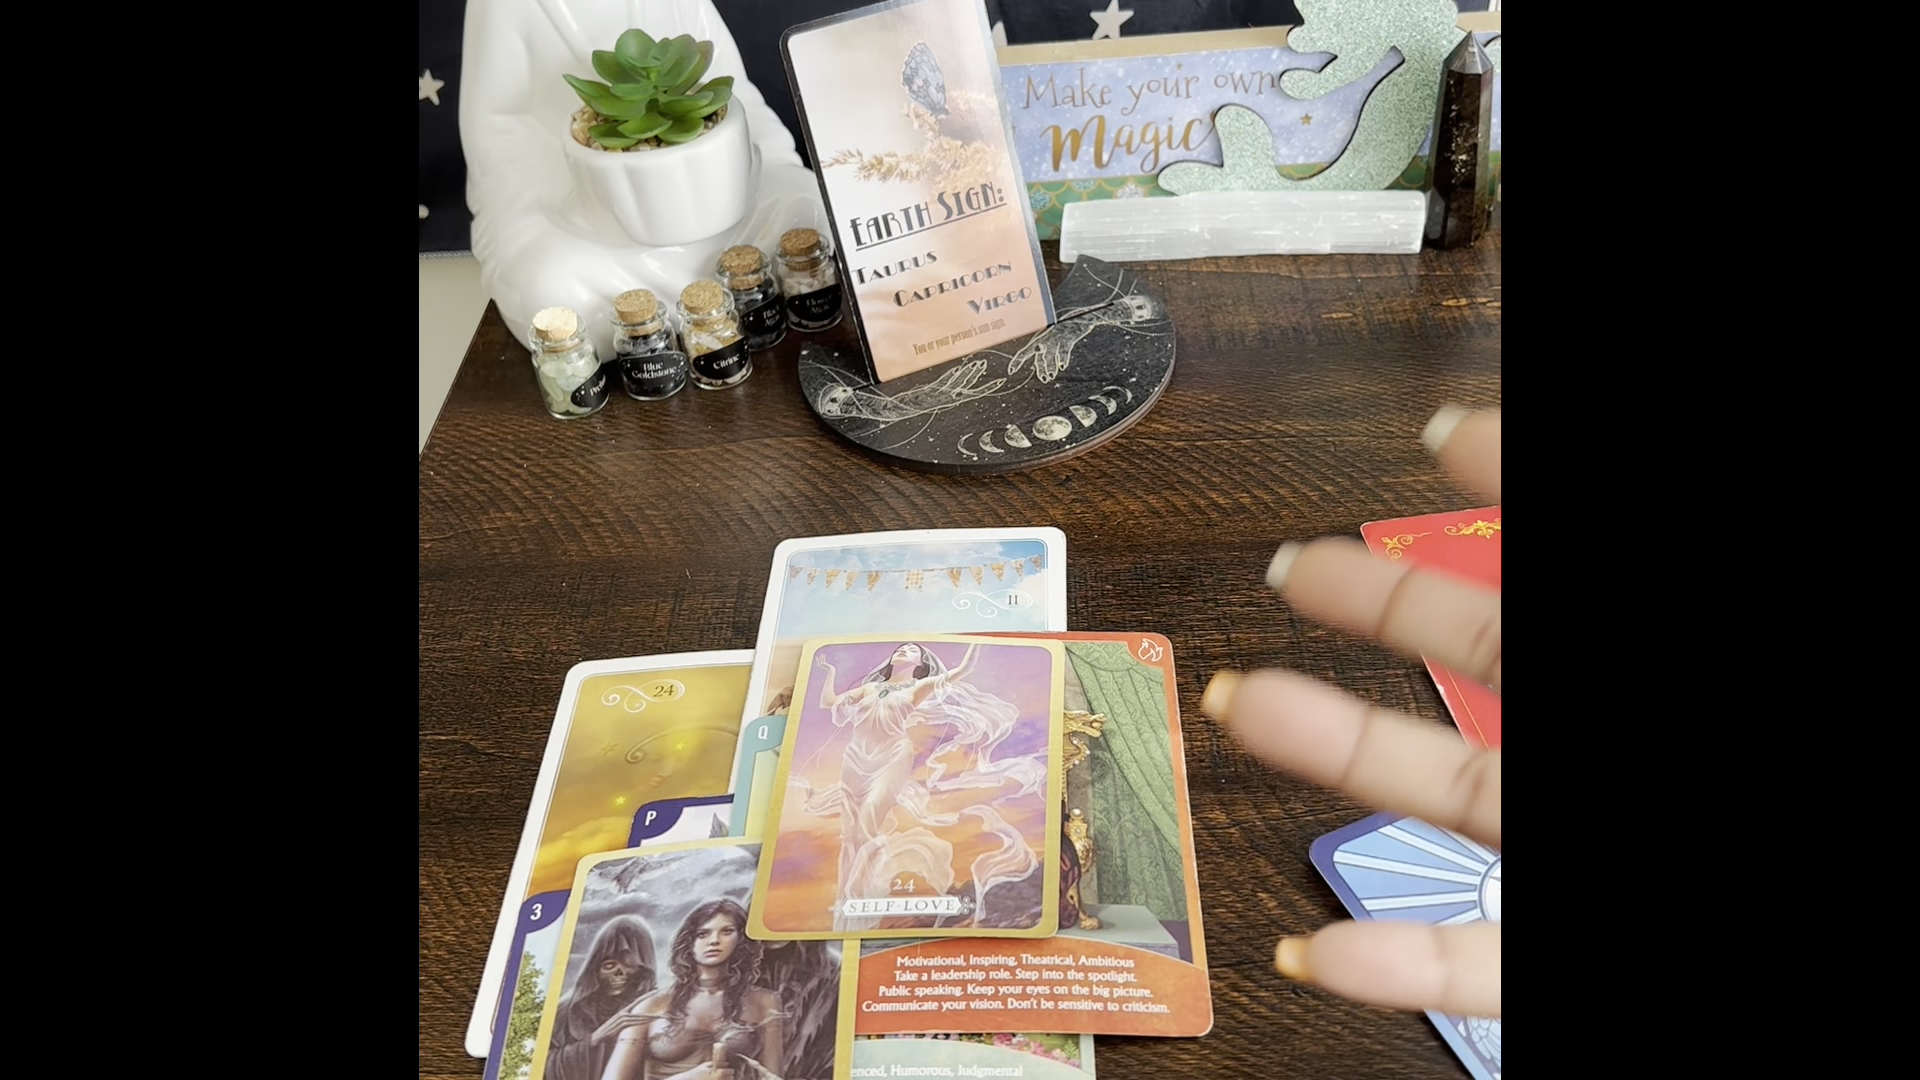 Make your own
Magic
EARTH SIGN:
TAURUS
CAPRICORN
VIRGO
You or your person's sun sign.
Blue
Goldstone
Citrine
11
24
Q
P
3
24
SELF-LOVE
Motivational, Inspiring, Theatrical, Ambitious
Take a leadership role. Step into the spotlight.
Public speaking. Keep your eyes on the big picture.
Communicate your vision. Don't be sensitive to criticism.
Humorous, Judgmental